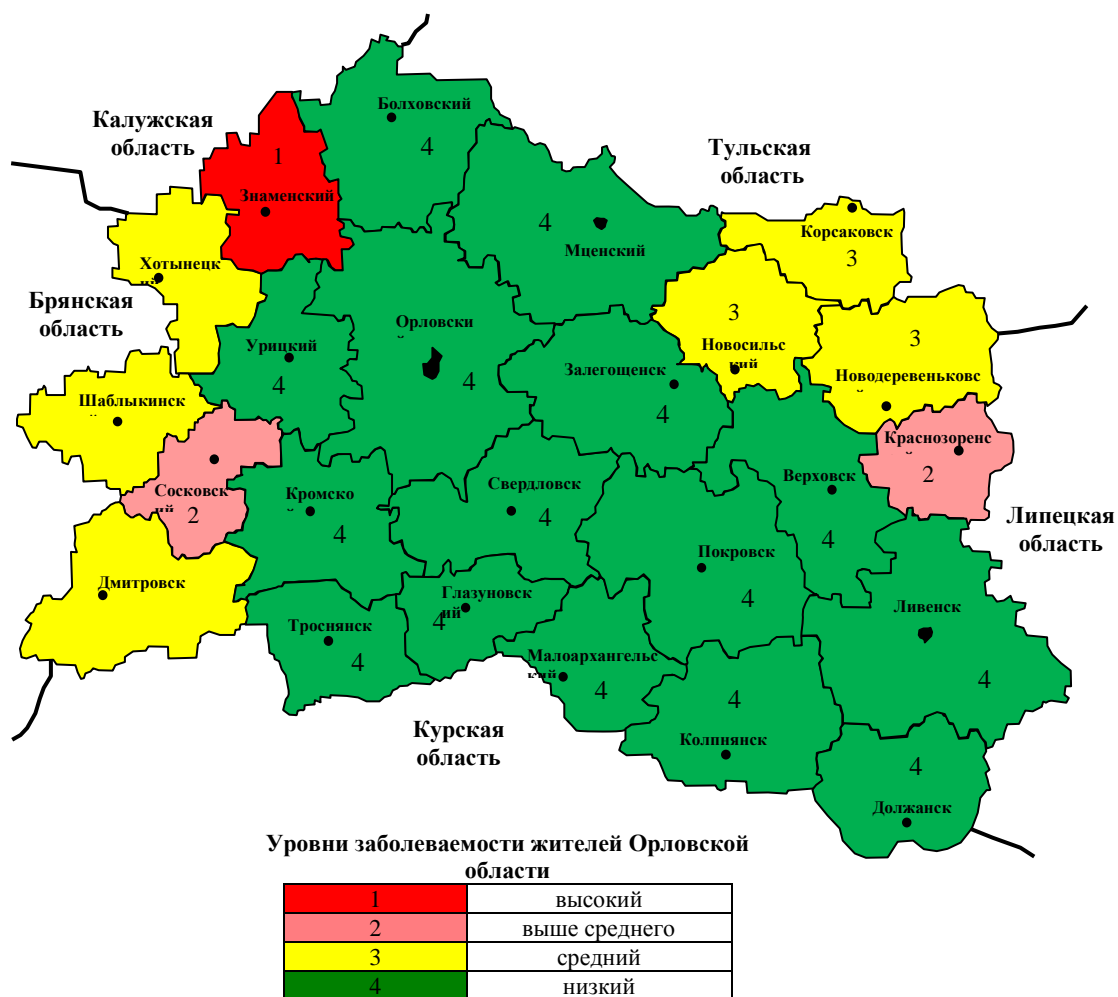 Болховский
4
Калужская
область
1
Знаменский
Тульская
область
4
Мценский
Корсаковск
3
Хотынецк
Брянская
область
Орловски
4
Урицкий
4
3
Новосильс
кий
3
Новодеревеньковс
Залегощенск
4
Шаблыкинск
Краснозоренс
2
Сосковск
2
Кромско
4
Свердловск
4
Верховск
4
Липецкая
область
Покровск
4
Дмитровск
Глазуновск
ий
4
Ливенск
4
Троснянск
4
Малоархангельс
кий
4
4
Колпнянск
Курская
область
4
Должанск
Уровни заболеваемости жителей Орловской
области
1 высокий
2 выше среднего
3 средний
4 низкий